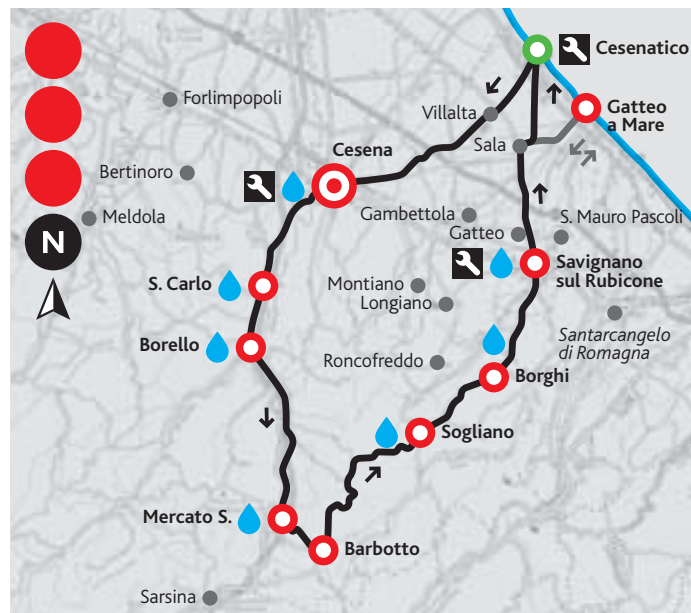 Cesenatico
Forlimpopoli
Villalta
Gatteo
a Mare
Cesena
Sala
Bertinoro
Meldola
Gambettola
S. Mauro Pascoli
Gatteo
N
S. Carlo
Montiano
Longiano
Savignano
sul Rubicone
Borello
Santarcangelo
di Romagna
Roncofreddo
Borghi
Sogliano
Mercato S.
Barbotto
Sarsina